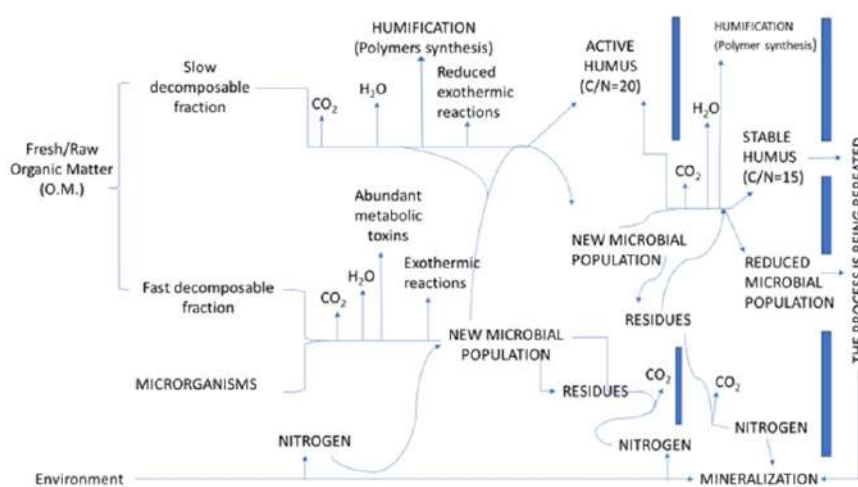 HUMIFICATION
(Polymers synthesis)
HUMIFICATION
(Polymer synthesis)
Slow
decomposable
fraction
CO2
H2O
Reduced
exothermic
reactions
ACTIVE
HUMUS
(C/N=20)
H2O
CO2
STABLE
HUMUS
(C/N=15)
Fresh/Raw
Organic Matter
(O.M.)
Abundant
metabolic
toxins
NEW MICROBIAL
POPULATION
REDUCED
MICROBIAL
POPULATION
THE PROCESS IS BEING REPEATED
Fast decomposable
fraction
CO2
H2O
Exothermic
reactions
RESIDUES
NEW MICROBIAL
POPULATION
MICRORGANISMS
RESIDUES
CO2
CO2
NITROGEN
NITROGEN
NITROGEN
Environment
MINERALIZATION